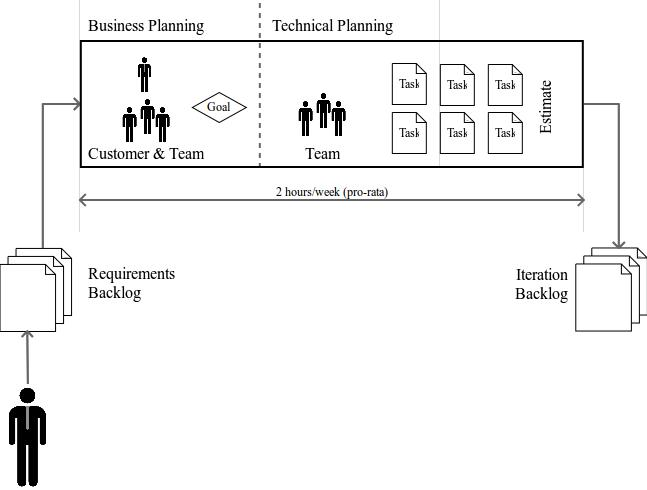 Business Planning
Technical Planning
Goal
Task
Task
Task
Task
Task
Task
Estimate
Customer & Team
Team
2 hours/week (pro-rata)
Requirements
Backlog
Iteration
Backlog